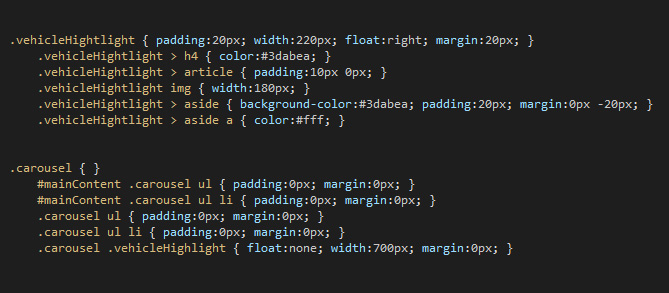 .vehicleHightlight { padding:20px; width:220px; float:right; margin:20px; }
.vehicleHightlight > h4 { color:#3dabea; }
.vehicleHightlight > article { padding:10px 0px; }
.vehicleHightlight img { width:180px; }
.vehicleHightlight > aside { background-color:#3dabea; padding:20px; margin:0px -20px; }
.vehicleHightlight > aside a { color:#fff; }
.carousel { }
#mainContent .carousel ul { padding:0px; margin:0px; }
#mainContent .carousel ul li { padding:0px; margin:0px; }
.carousel ul { padding:0px; margin:0px; }
.carousel ul li { padding:0px; margin:0px; }
.carousel .vehicleHighlight { float:none; width:700px; margin:0px; }